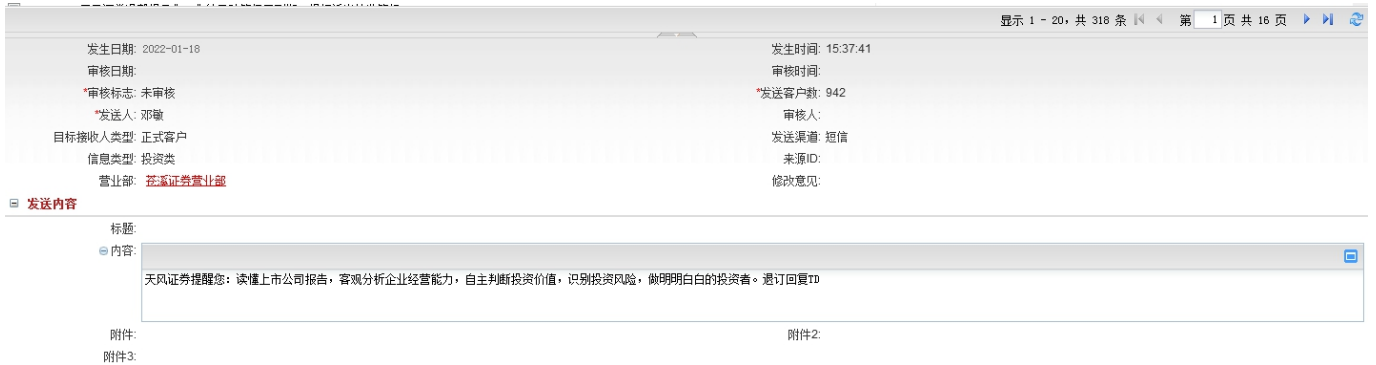 显示 1 - 20，共 318 条 第 1 页 共 16 页
发生日期: 2022-01-18 发生时间: 15:37:41
审核日期: 审核时间:
*审核标志: 未审核 *发送客户数: 942
*发送人: 邓敏 审核人:
目标接收人类型: 正式客户 发送渠道: 短信
信息类型: 投资类 来源ID:
营业部: 苍溪证券营业部 修改意见:
发送内容
标题:
内容:
天风证券提醒您：读懂上市公司报告，客观分析企业经营能力，自主判断投资价值，识别投资风险，做明明白白的投资者。退订回复TD
附件: 附件2:
附件3: